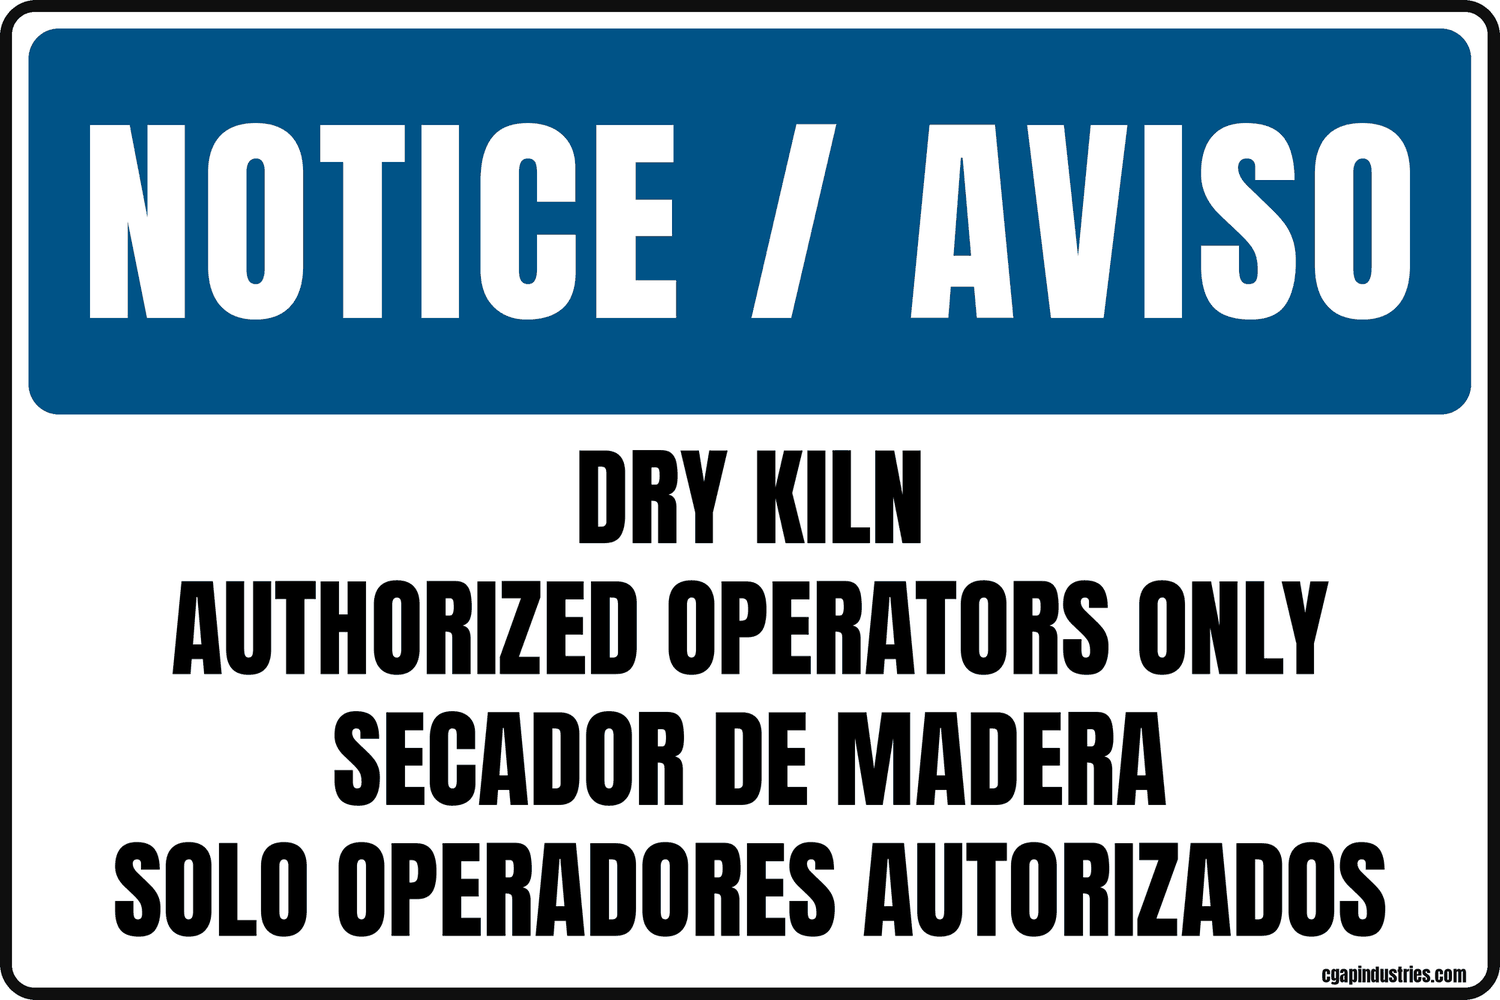 NOTICE / AVISO
DRY KILN
AUTHORIZED OPERATORS ONLY
SECADOR DE MADERA
SOLO OPERADORES AUTORIZADOS
cgapindustries.com